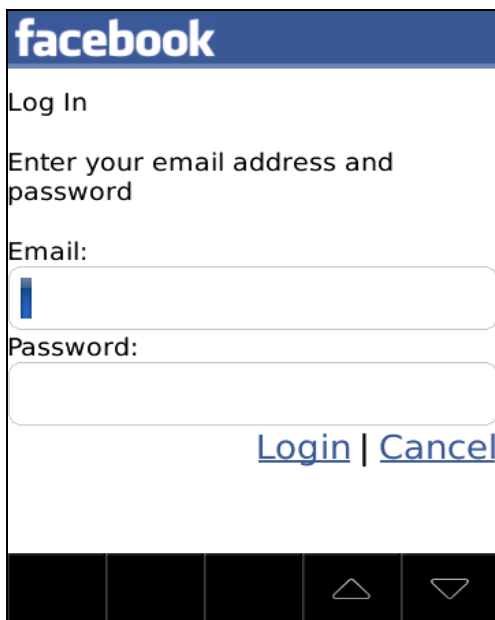 facebook
Log In
Enter your email address and
password
Email:
Password:
Login | Cancel